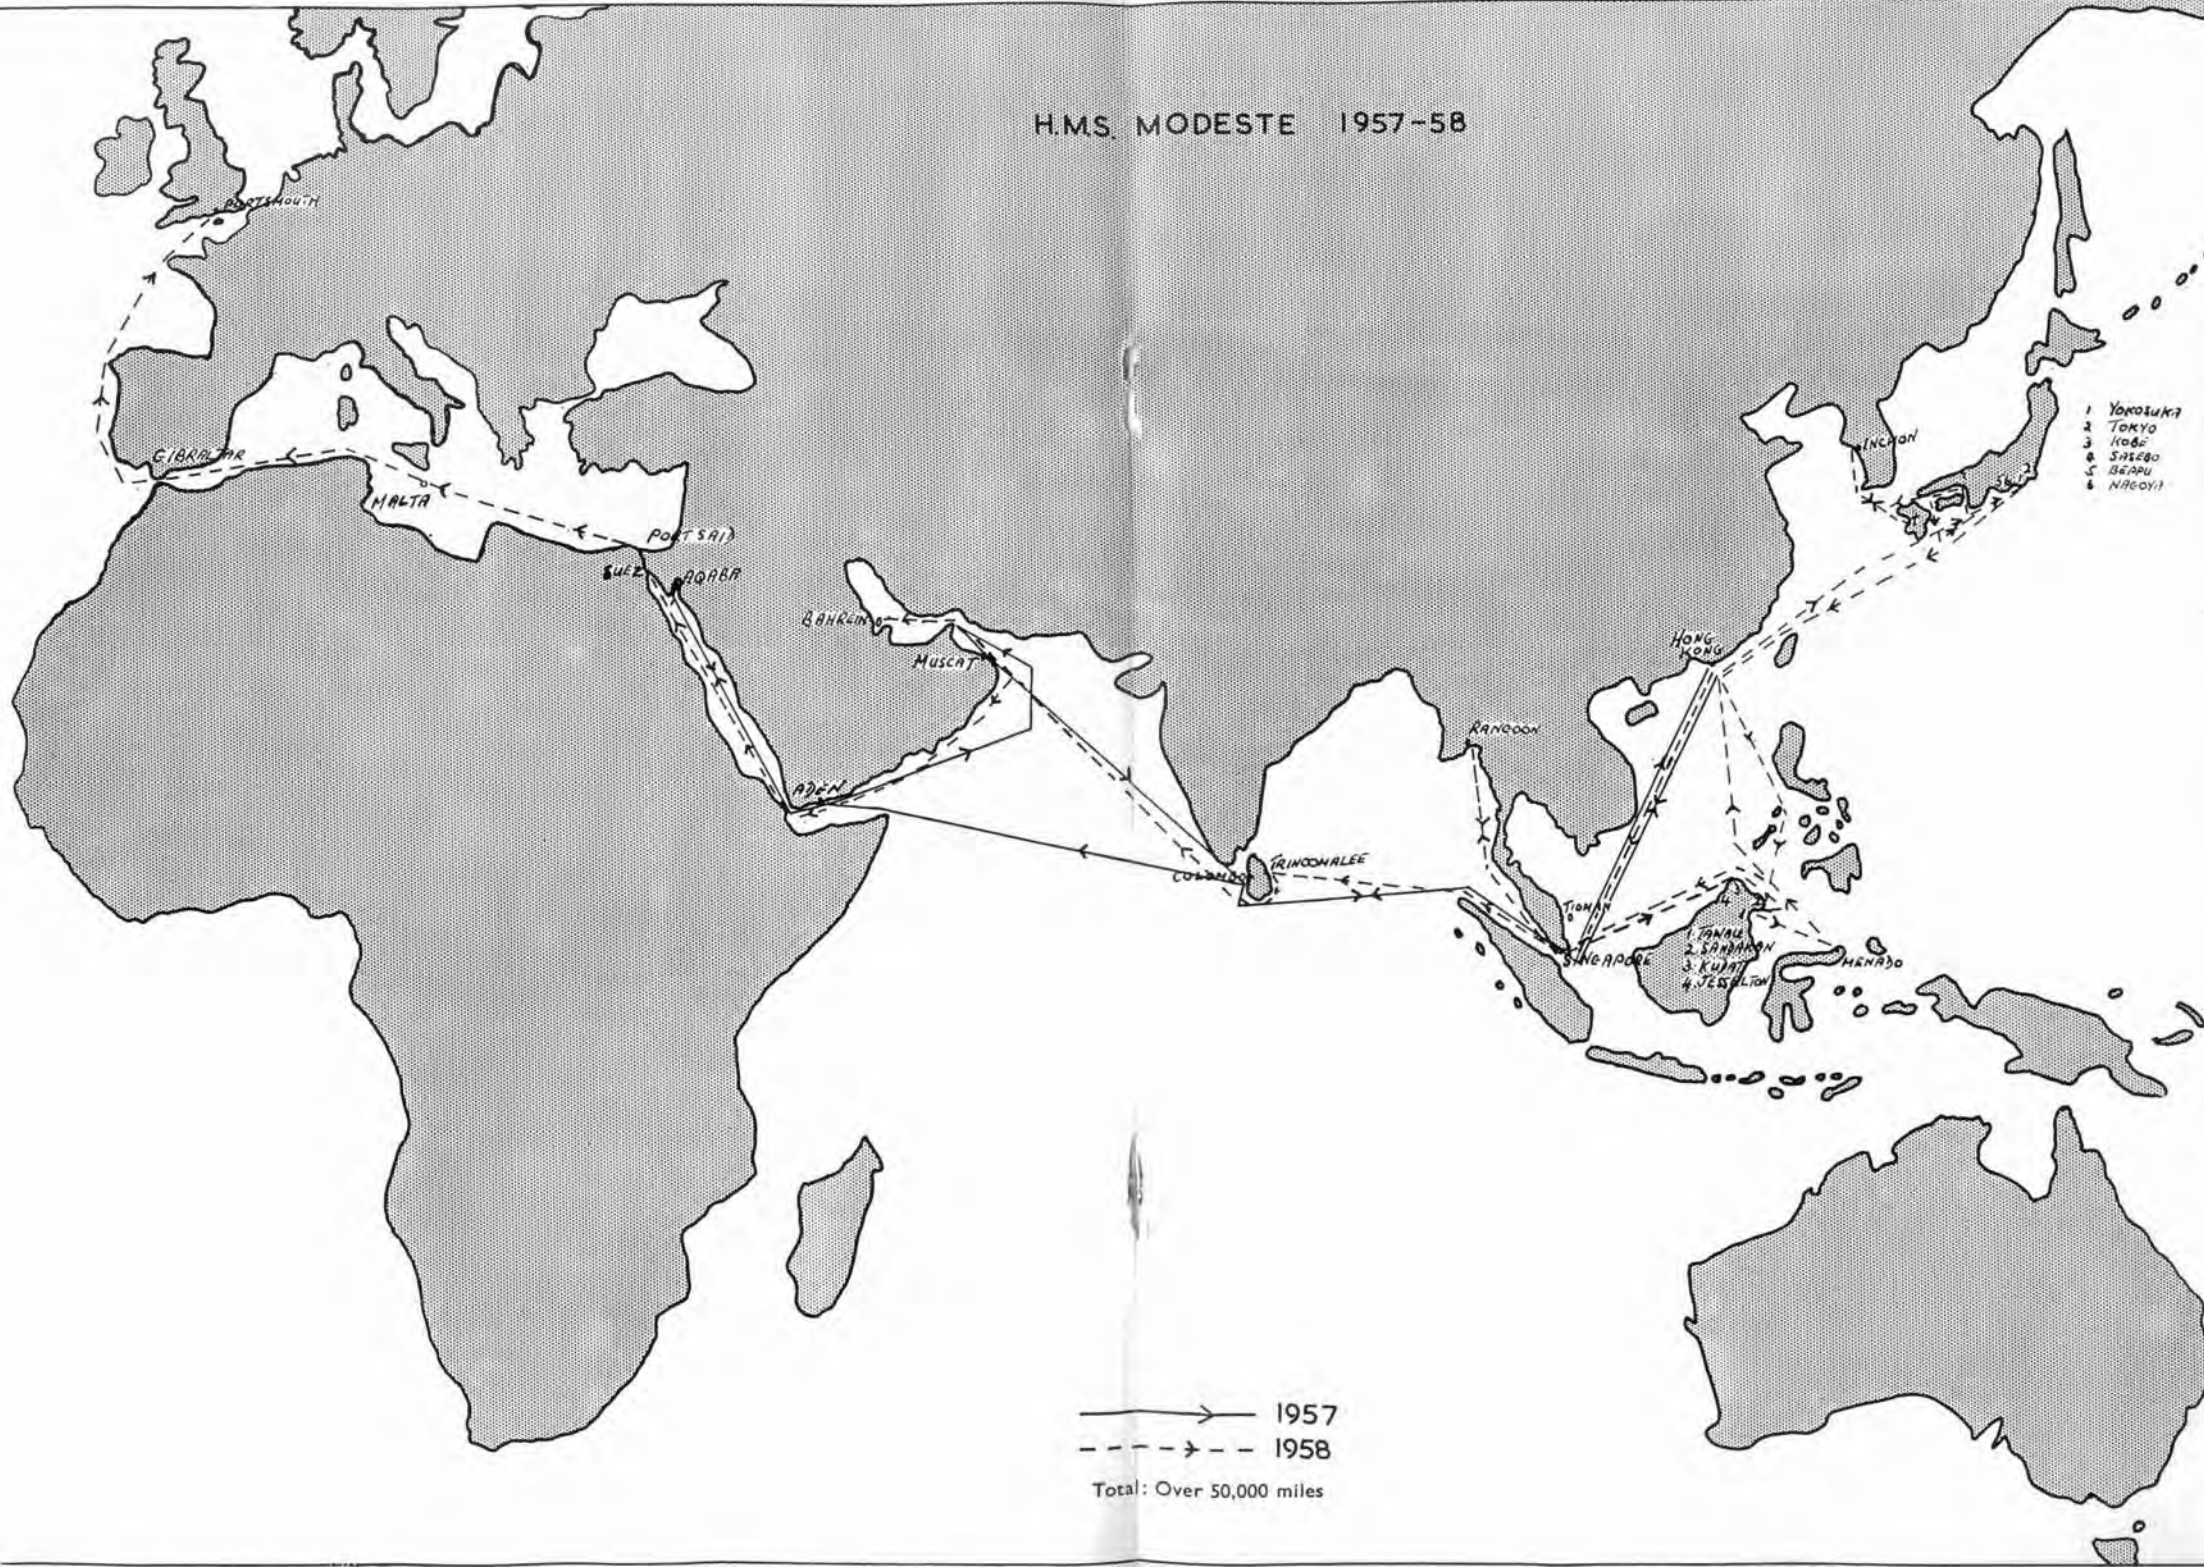 H.M.S. MODESTE 1957-58
PORTSMOUTH
GIBRALTAR
MALTA
PORT SAID
SUEZ
AQABA
BAHREIN
MUSCAT
ADEN
COLOMBO
TRINCOMALEE
RANGOON
HONG
KONG
INCHON
1 YOKOSUKA
2 TOKYO
3 KOBE
4 SASEBO
5 BEPPU
6 NAGOYA
TIOMAN
SINGAPORE
1. TAWAU
2. SANDAKAN
3. KUDAT
4. JESSELTON
MENADO
1957
1958
Total: Over 50,000 miles